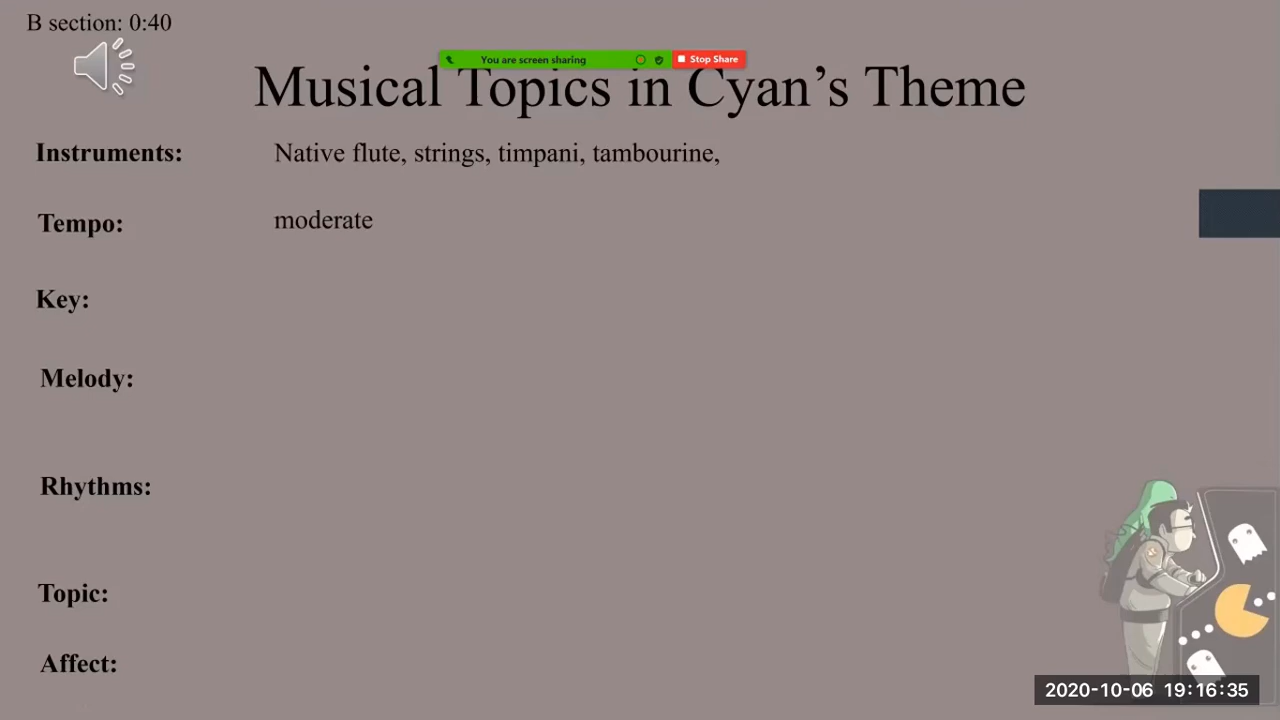 B section: 0:40
You are screen sharing
Stop Share
Musical Topics in Cyan’s Theme
Instruments: Native flute, strings, timpani, tambourine,
Tempo: moderate
Key:
Melody:
Rhythms:
Topic:
Affect:
2020-10-06 19:16:35